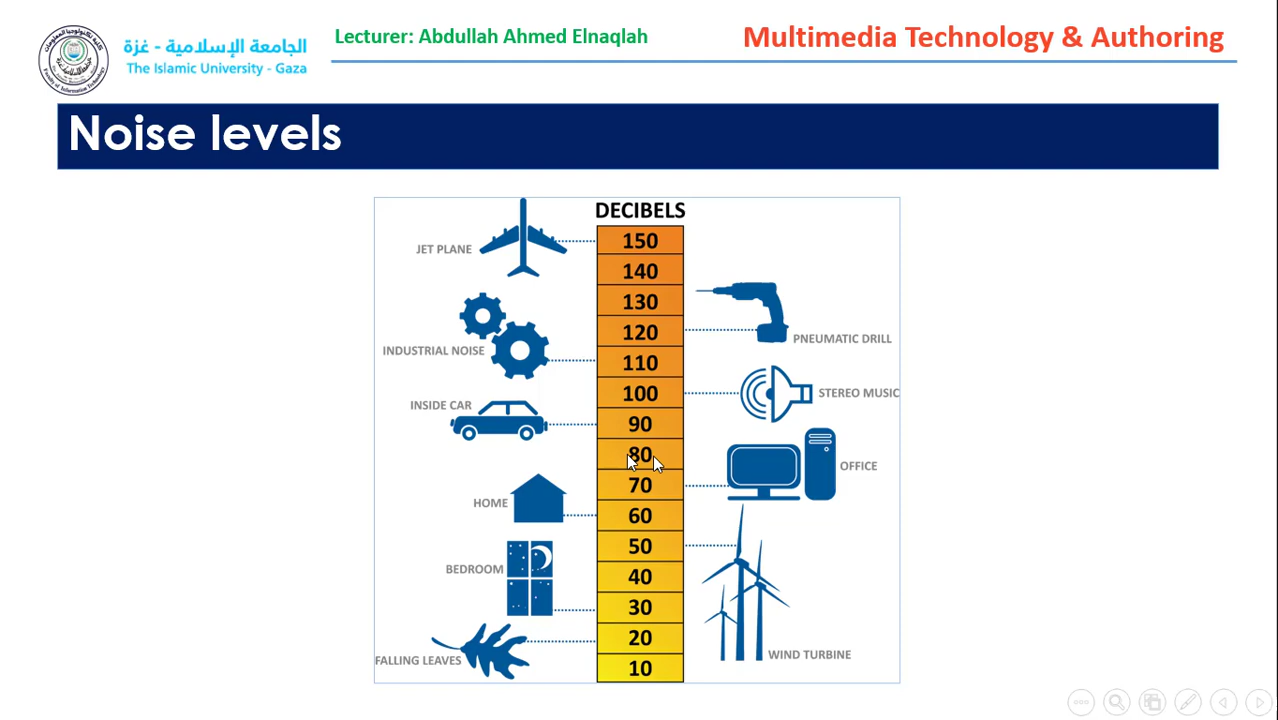 الجامعة الإسلامية - غزة
The Islamic University - Gaza
Lecturer: Abdullah Ahmed Elnaqlah
Multimedia Technology & Authoring
Noise levels
DECIBELS
150
JET PLANE
140
130
120
PNEUMATIC DRILL
INDUSTRIAL NOISE
110
100
STEREO MUSIC
INSIDE CAR
90
80
OFFICE
70
HOME
60
50
BEDROOM
40
30
20
WIND TURBINE
FALLING LEAVES
10